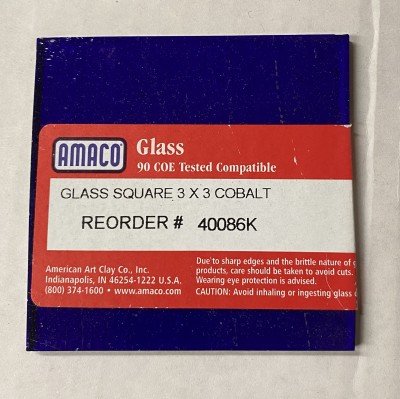 AMACO
Glass
90 COE Tested Compatible
GLASS SQUARE 3 X 3 COBALT
REORDER # 40086K
American Art Clay Co., Inc.
Indianapolis, IN 46254-1222 U.S.A.
(800) 374-1600 • www.amaco.com
Due to sharp edges and the brittle nature of
products, care should be taken to avoid cuts.
Wearing eye protection is advised.
CAUTION: Avoid inhaling or ingesting glass